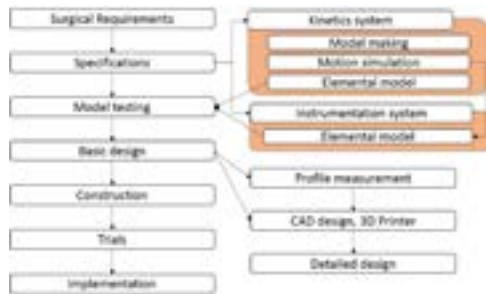 Surgical Requirements
Specifications
Model testing
Basic design
Construction
Trials
Implementation
Kinetics system
Model making
Motion simulation
Elemental model
Instrumentation system
Elemental model
Profile measurement
CAD design, 3D Printer
Detailed design